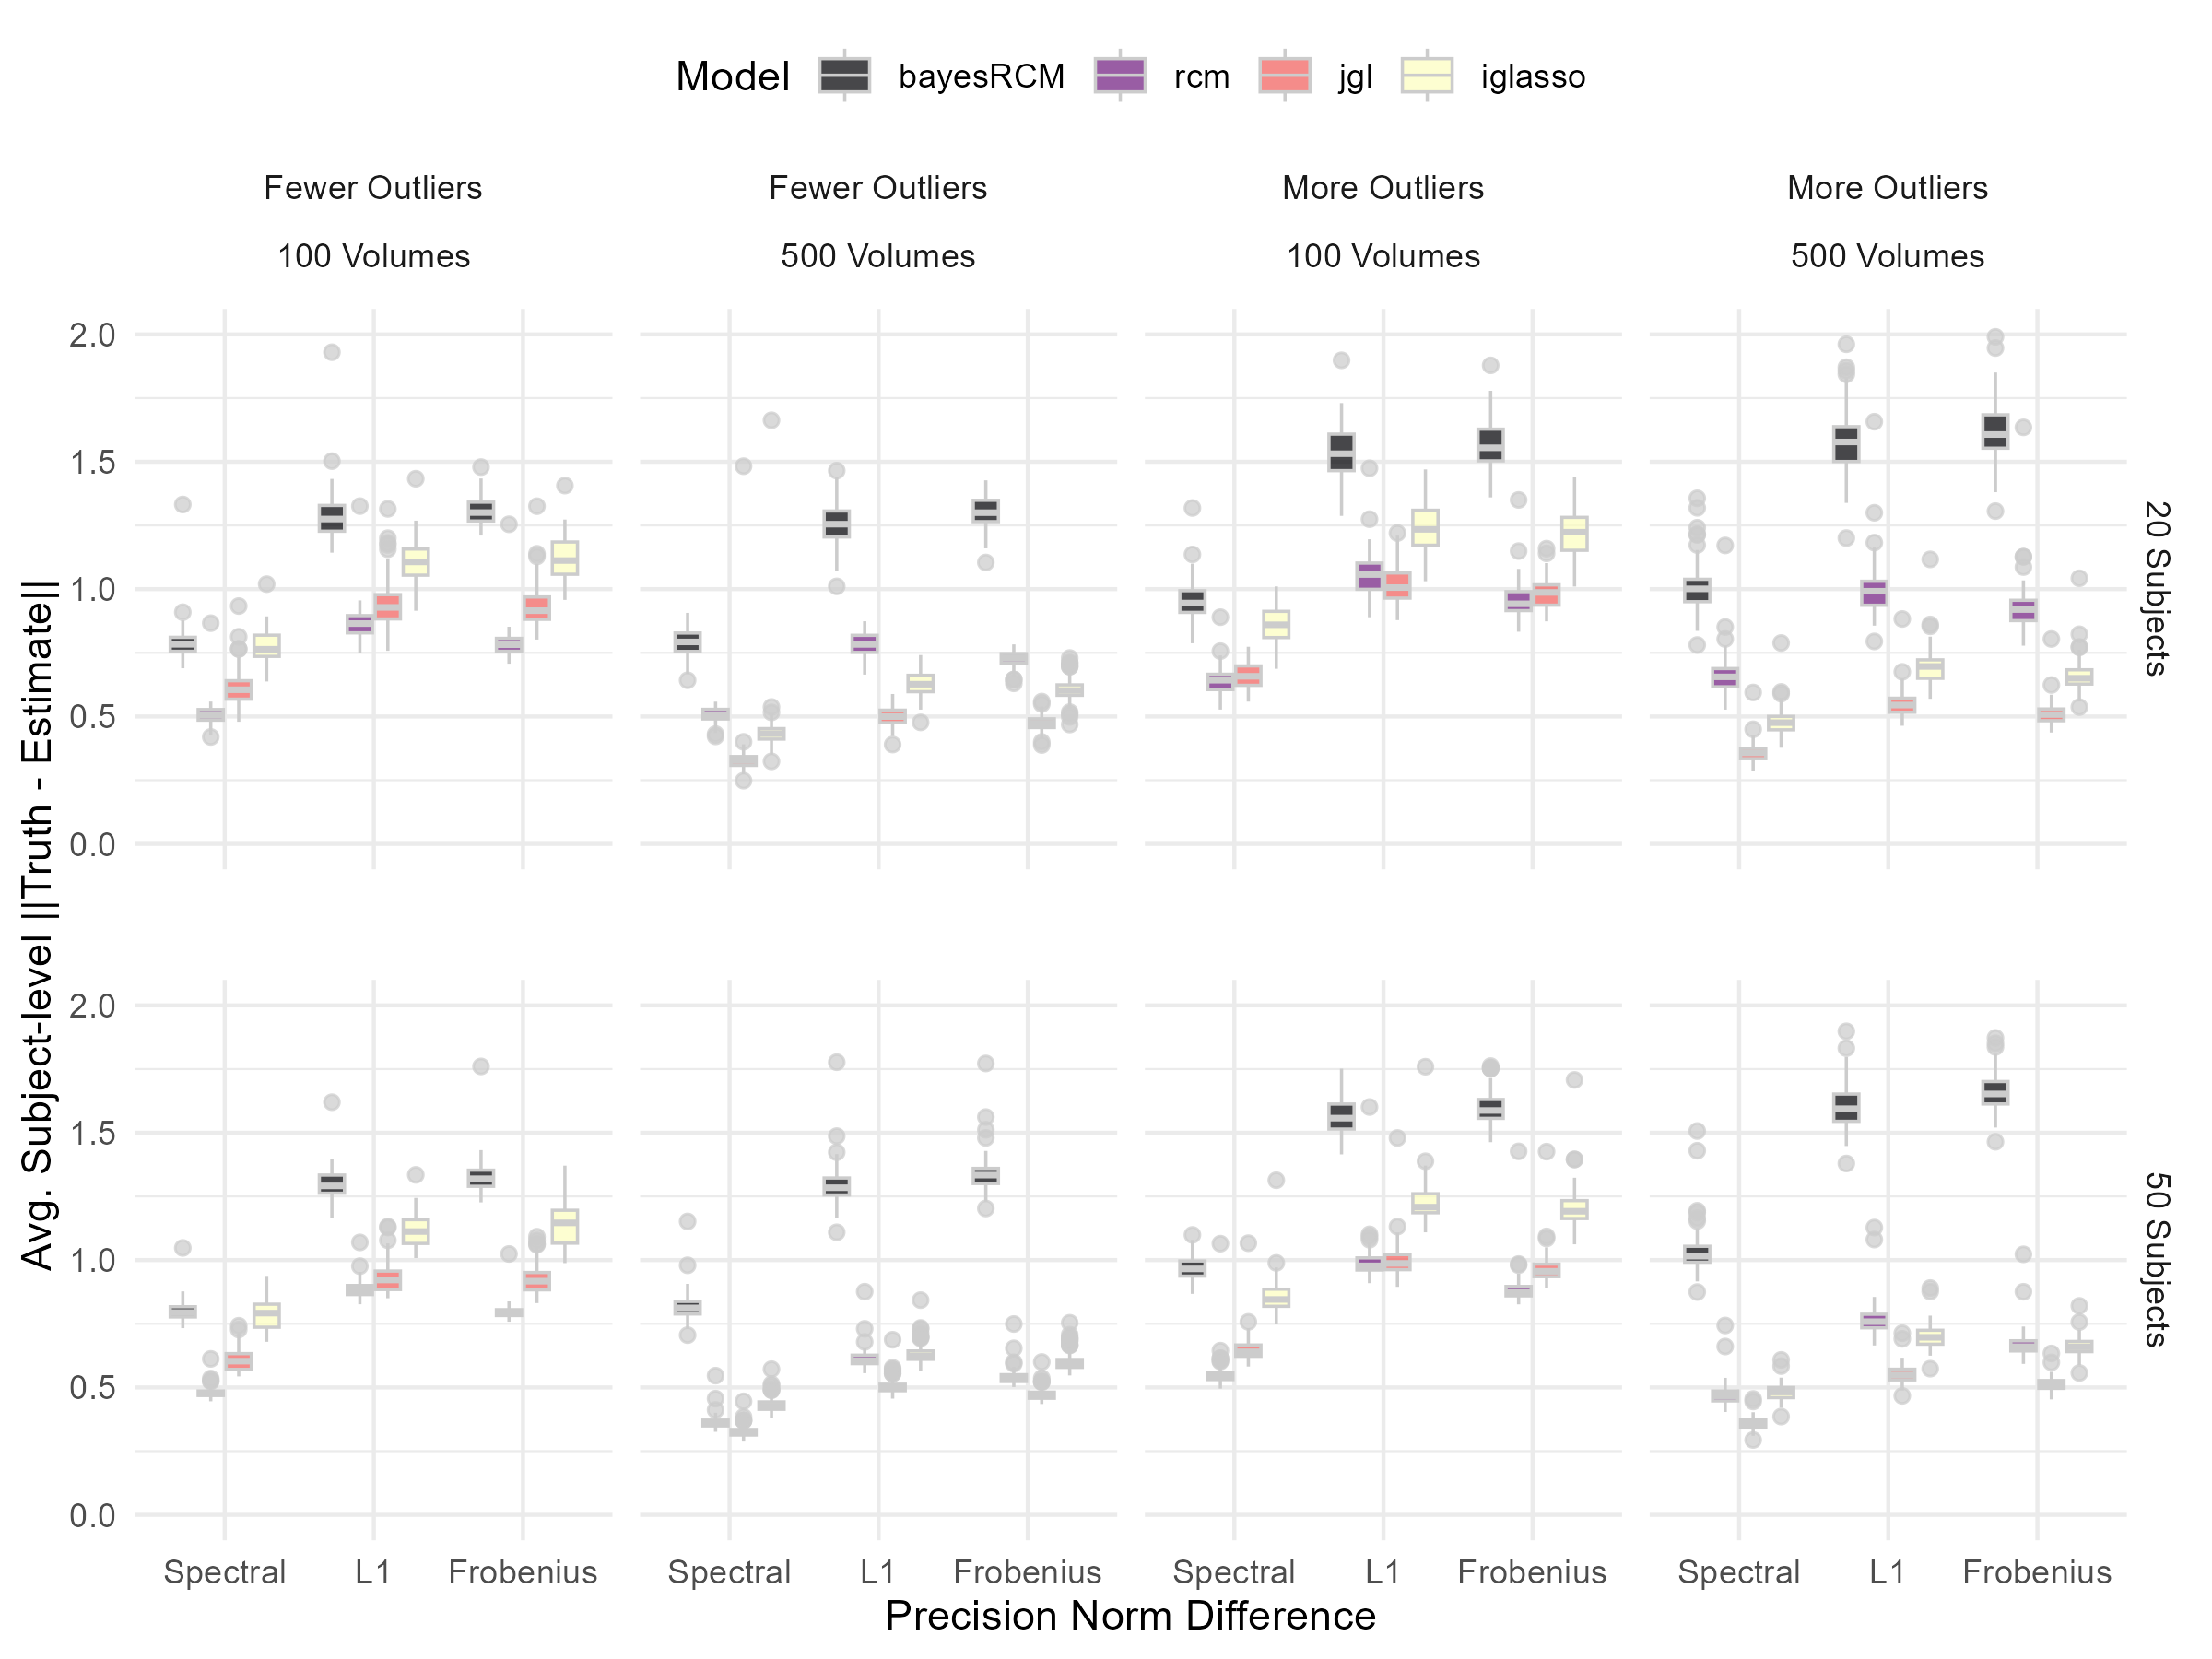 Model bayesRCM rcm jgl iglasso
Fewer Outliers Fewer Outliers More Outliers More Outliers
100 Volumes 500 Volumes 100 Volumes 500 Volumes
2.0
1.5
1.0
0.5
0.0
20 Subjects
2.0
1.5
1.0
0.5
0.0
50 Subjects
Avg. Subject-level ||Truth - Estimate||
Spectral L1 Frobenius Spectral L1 Frobenius Spectral L1 Frobenius Spectral L1 Frobenius
Precision Norm Difference